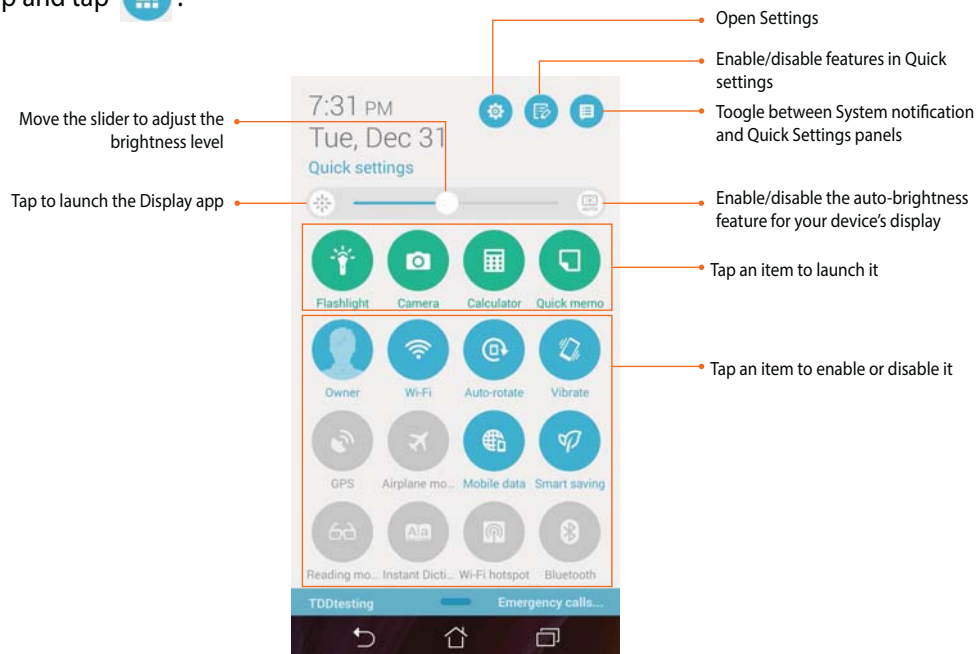 p and tap .
Open Settings
Enable/disable features in Quick
settings
Toogle between System notification
and Quick Settings panels
Move the slider to adjust the
brightness level
Tap to launch the Display app
Enable/disable the auto-brightness
feature for your device's display
Tap an item to launch it
Tap an item to enable or disable it
7:31 PM
Tue, Dec 31
Quick settings
Flashlight Camera Calculator Quick memo
Owner Wi-Fi Auto-rotate Vibrate
GPS Airplane mo... Mobile data Smart saving
Aa
Reading mo... Instant Dicti... Wi-Fi hotspot Bluetooth
TDDtesting Emergency calls...